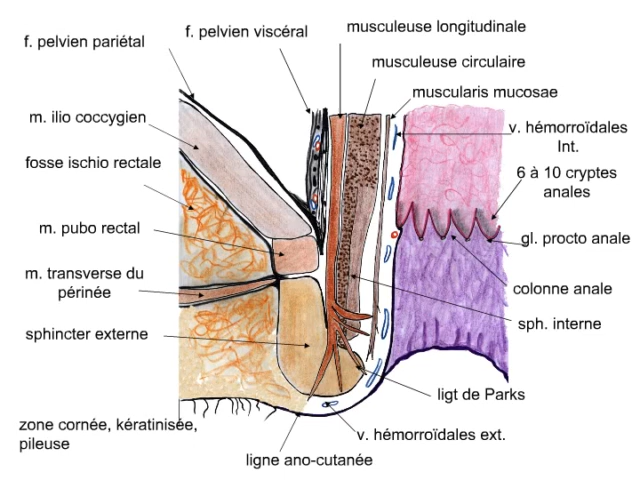 f. pelvien pariétal
f. pelvien viscéral
musculeuse longitudinale
musculeuse circulaire
muscularis mucosae
m. ilio coccygien
v. hémorroïdales
Int.
fosse ischio rectale
6 à 10 cryptes
anales
m. pubo rectal
gl. procto anale
m. transverse du
périnée
colonne anale
sphincter externe
sph. interne
ligt de Parks
zone cornée, kératinisée,
pileuse
v. hémorroïdales ext.
ligne ano-cutanée